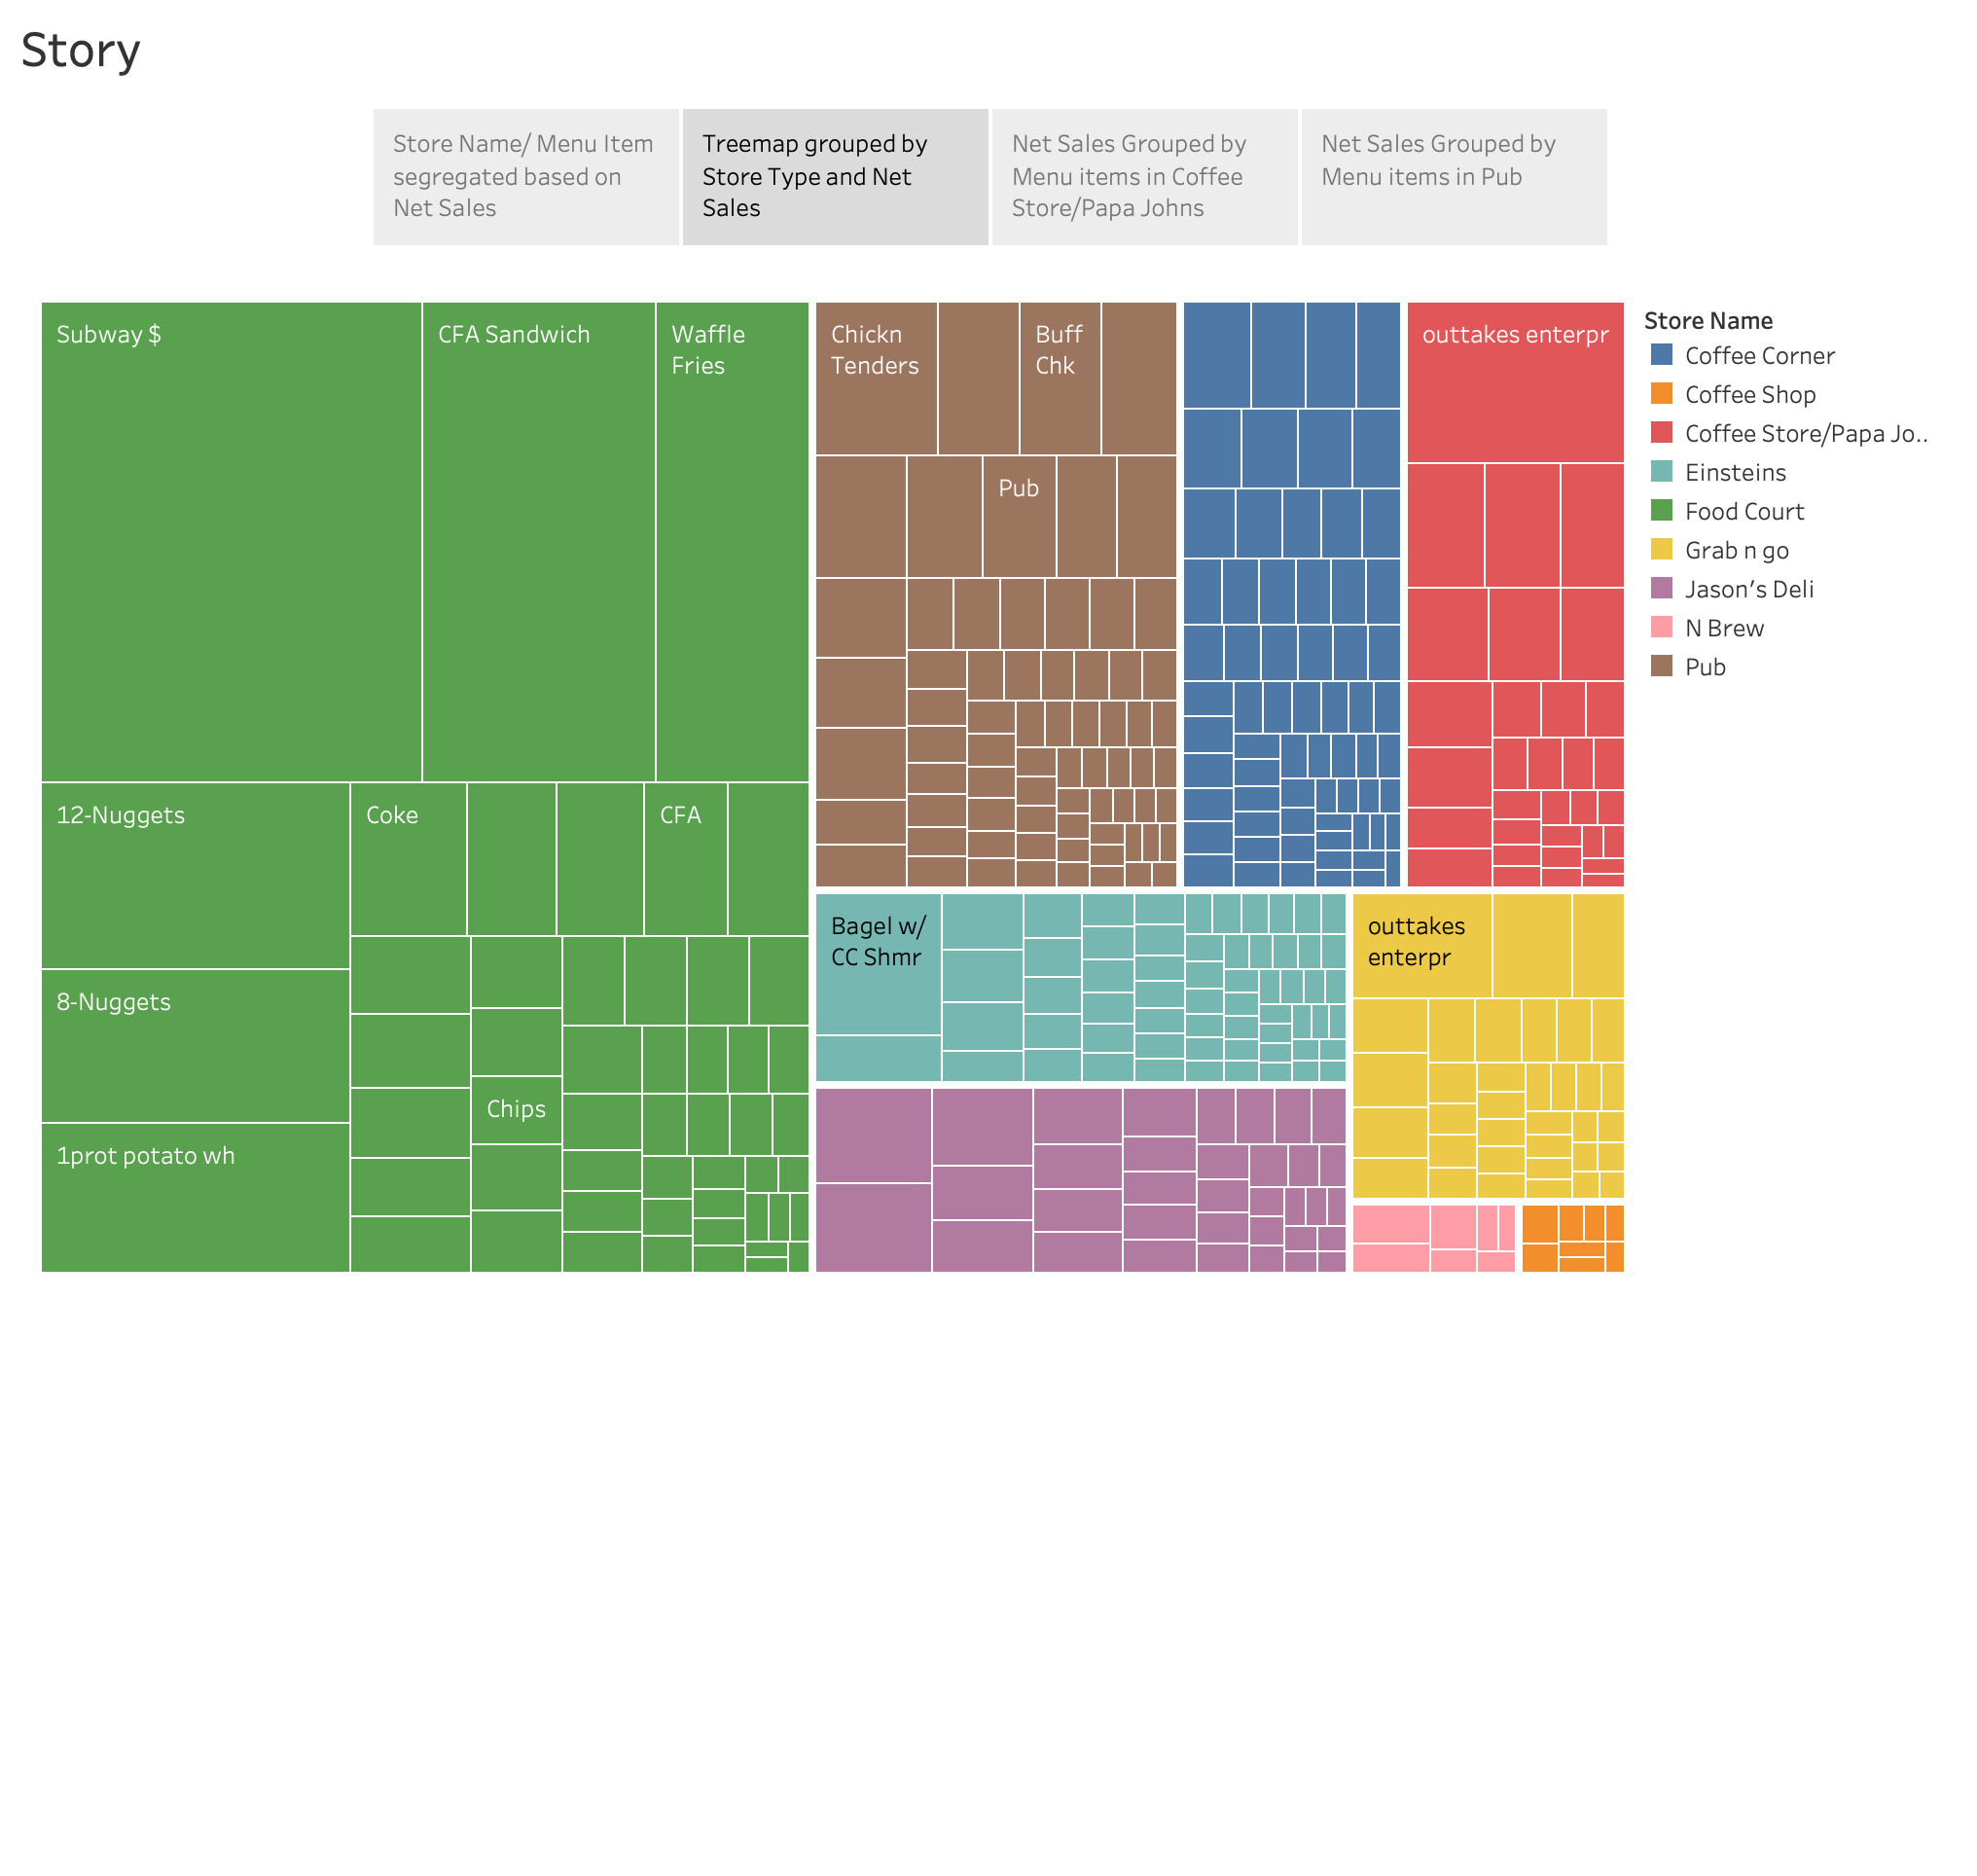 Story
Store Name/ Menu Item
segregated based on
Net Sales
Treemap grouped by
Store Type and Net
Sales
Net Sales Grouped by
Menu items in Coffee
Store/Papa Johns
Net Sales Grouped by
Menu items in Pub
Subway $
CFA Sandwich
Waffle
Fries
12-Nuggets
8-Nuggets
1prot potato wh
Coke
CFA
Chips
Chickn
Tenders
Buff
Chk
Pub
outtakes enterpr
Bagel w/
CC Shmr
outtakes
enterpr
Store Name
Coffee Corner
Coffee Shop
Coffee Store/Papa Jo..
Einsteins
Food Court
Grab n go
Jason's Deli
N Brew
Pub